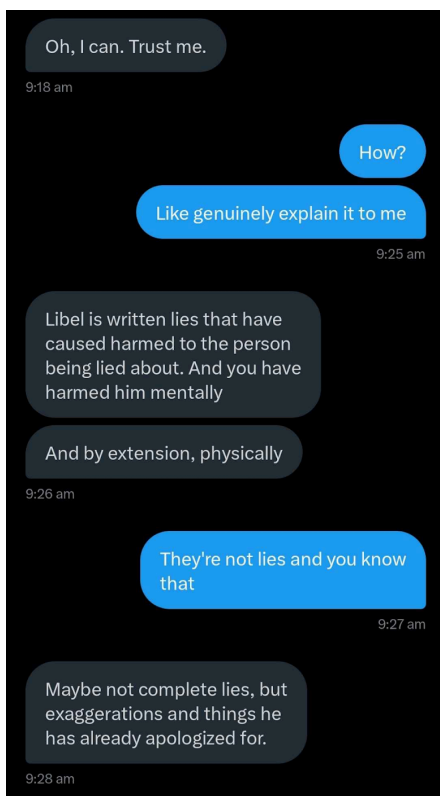 Oh, I can. Trust me.
9:18 am
How?
Like genuinely explain it to me
9:25 am
Libel is written lies that have
caused harmed to the person
being lied about. And you have
harmed him mentally
And by extension, physically
9:26 am
They're not lies and you know
that
9:27 am
Maybe not complete lies, but
exaggerations and things he
has already apologized for.
9:28 am